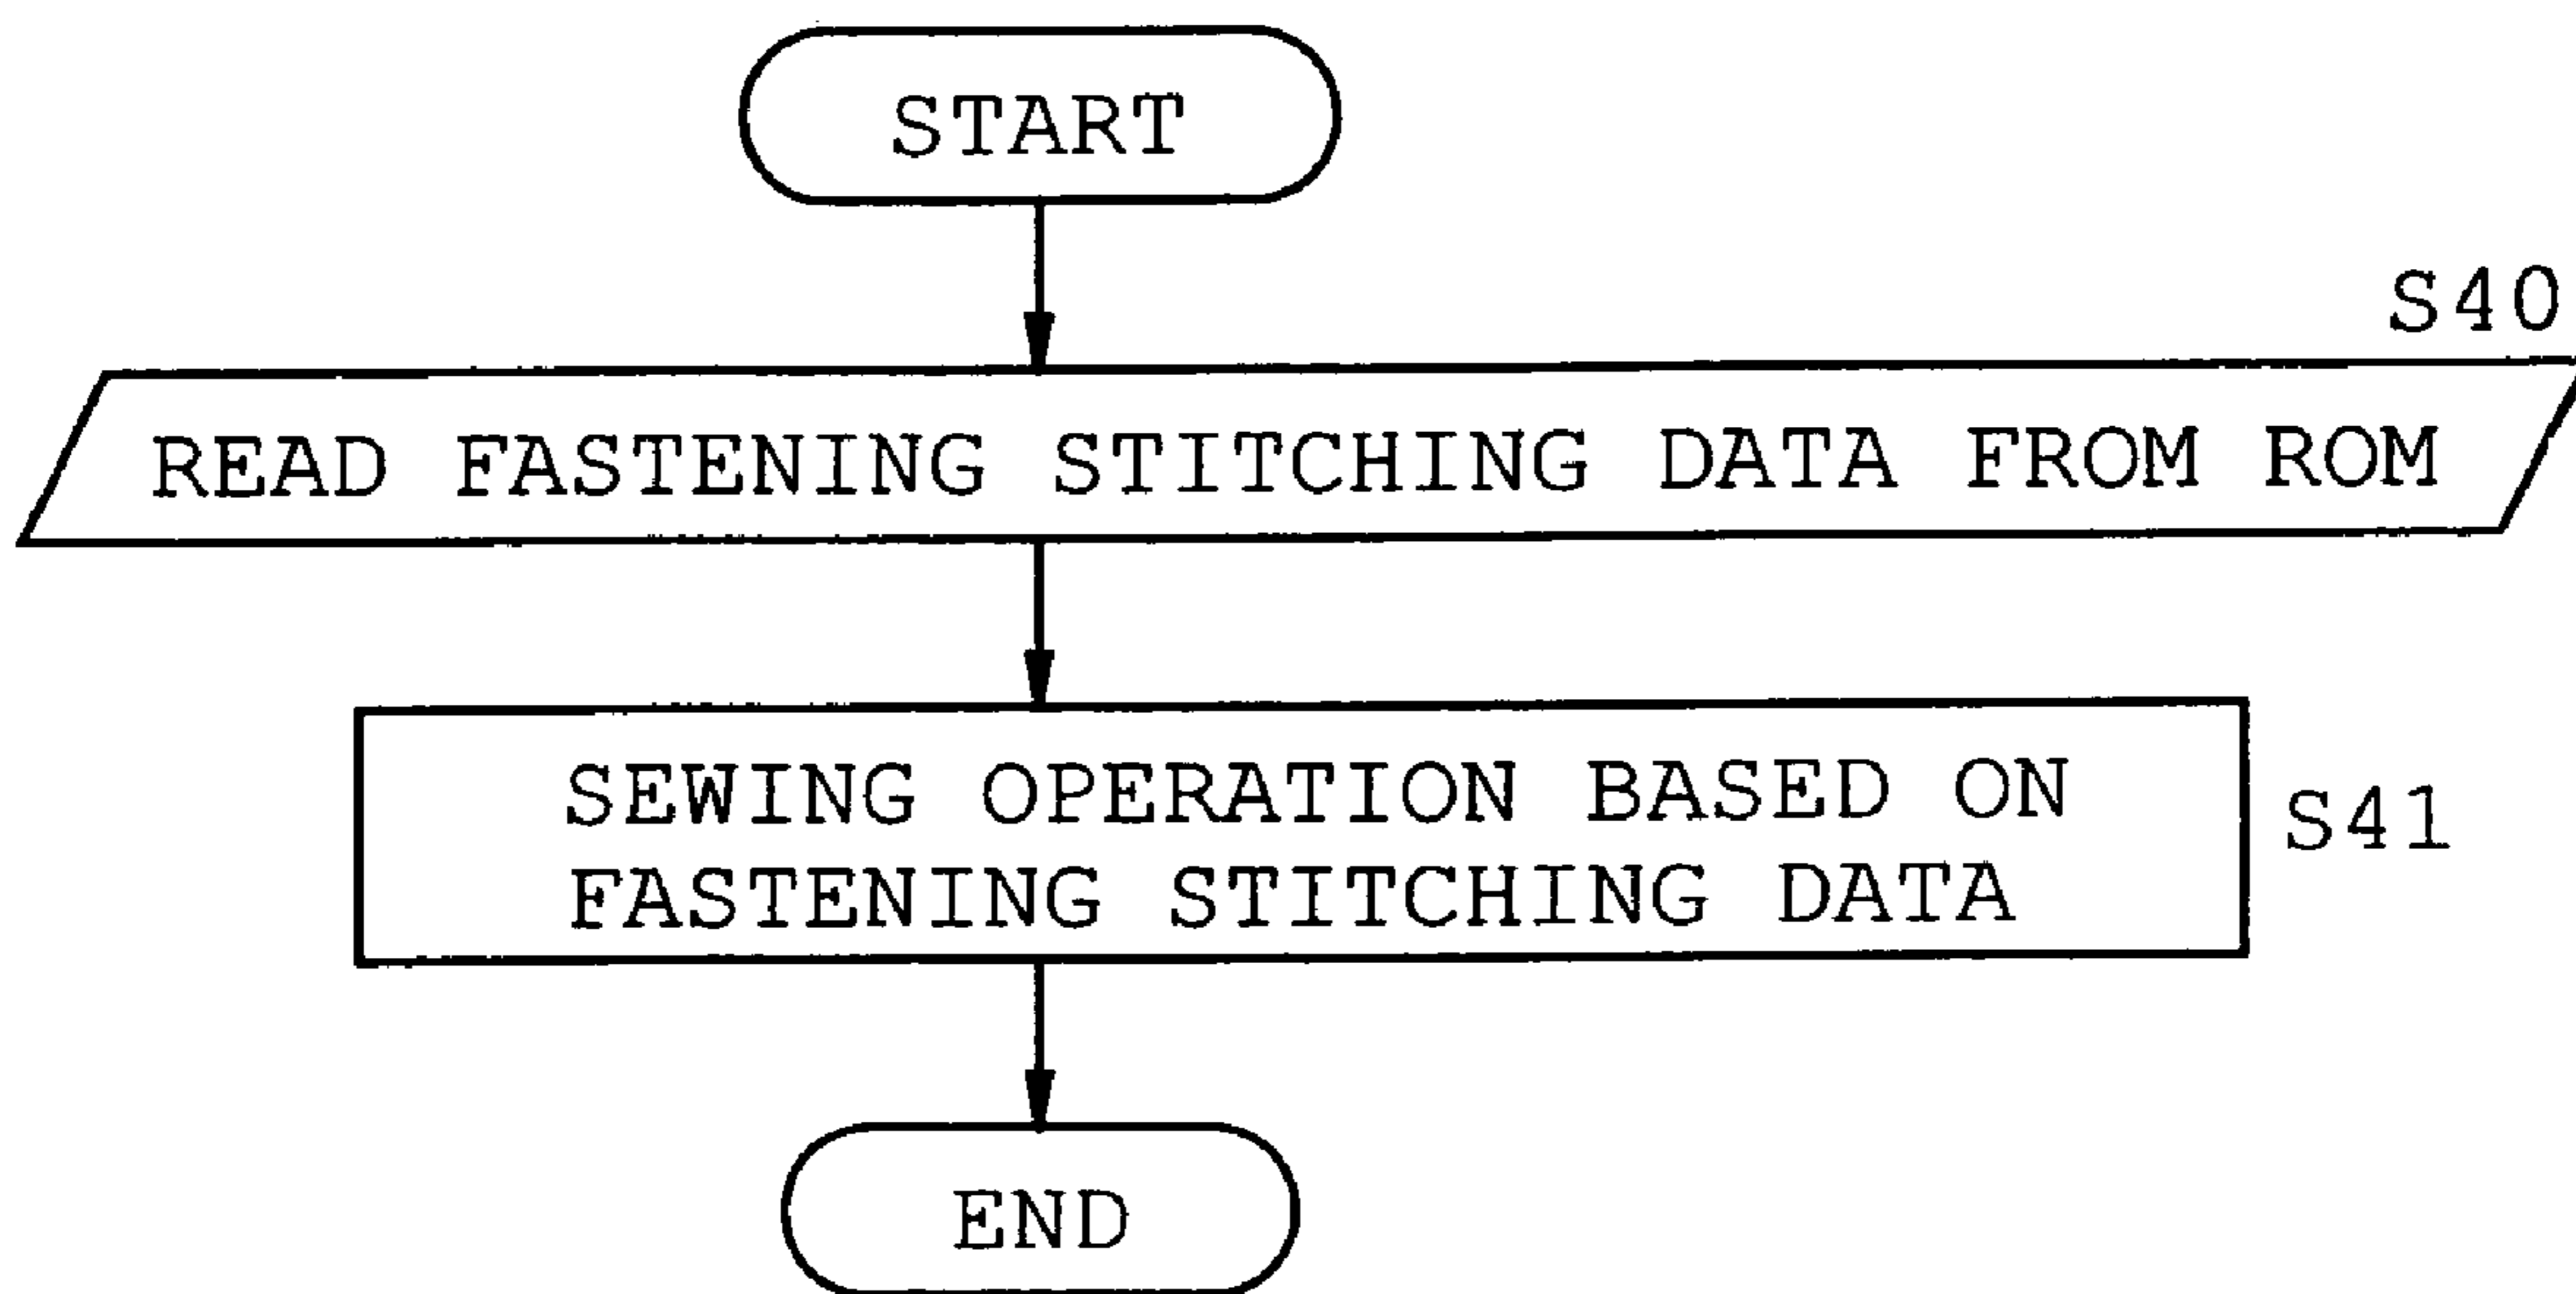 START
S40
READ FASTENING STITCHING DATA FROM ROM
SEWING OPERATION BASED ON
FASTENING STITCHING DATA
S41
END